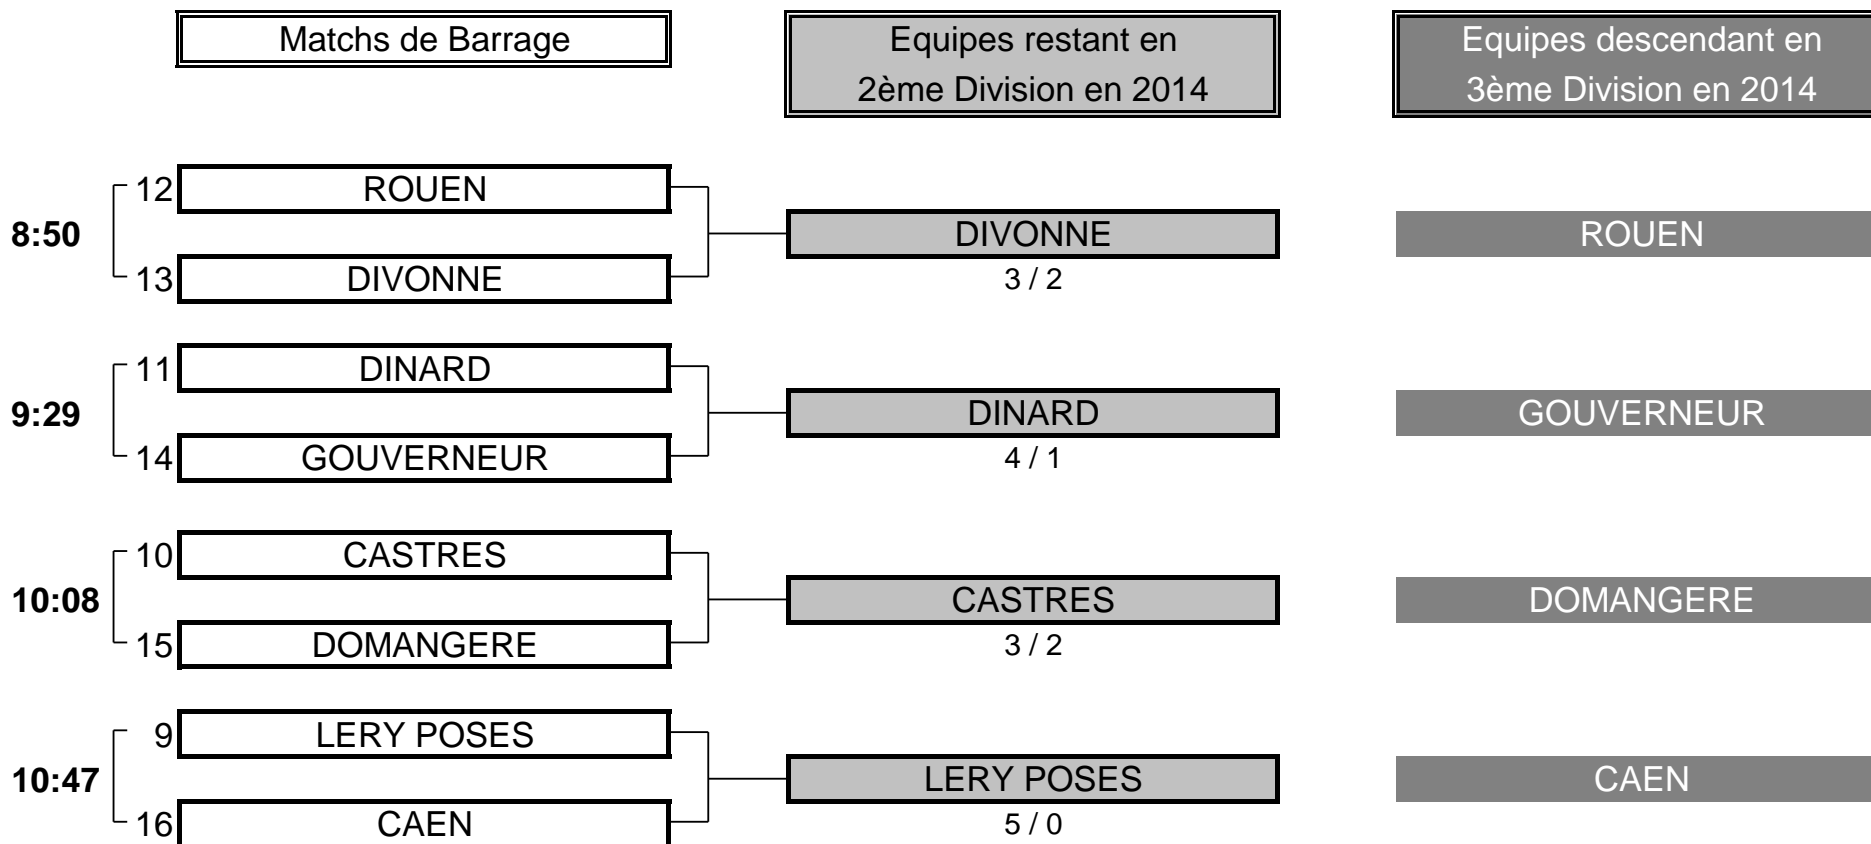 Matchs de Barrage
Equipes restant en
2ème Division en 2014
Equipes descendant en
3ème Division en 2014
8:50
12 ROUEN
13 DIVONNE
DIVONNE
3 / 2
ROUEN
9:29
11 DINARD
14 GOUVERNEUR
DINARD
4 / 1
GOUVERNEUR
10:08
10 CASTRES
15 DOMANGERE
CASTRES
3 / 2
DOMANGERE
10:47
9 LERY POSES
16 CAEN
LERY POSES
5 / 0
CAEN